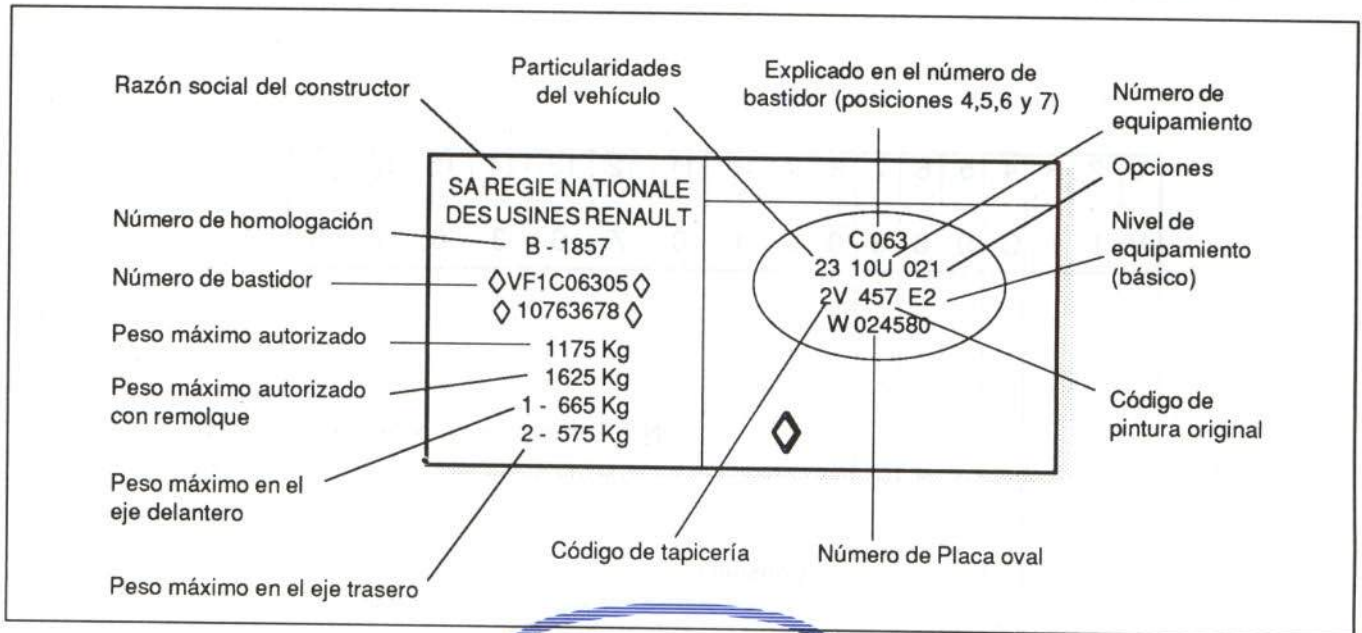 Razón social del constructor
Particularidades
del vehículo
Explicado en el número de
bastidor (posiciones 4,5,6 y 7)
Número de
equipamiento
Opciones
Nivel de
equipamiento
(básico)
Código de
pintura original
Número de homologación
Número de bastidor
Peso máximo autorizado
Peso máximo autorizado
con remolque
Peso máximo en el
eje delantero
Peso máximo en el eje trasero
SA REGIE NATIONALE
DES USINES RENAULT
B - 1857
◊VF1C06305◊
◊10763678◊
1175 Kg
1625 Kg
1 - 665 Kg
2 - 575 Kg
C 063
23 10U 021
2V 457 E2
W 024580
Código de tapicería
Número de Placa oval